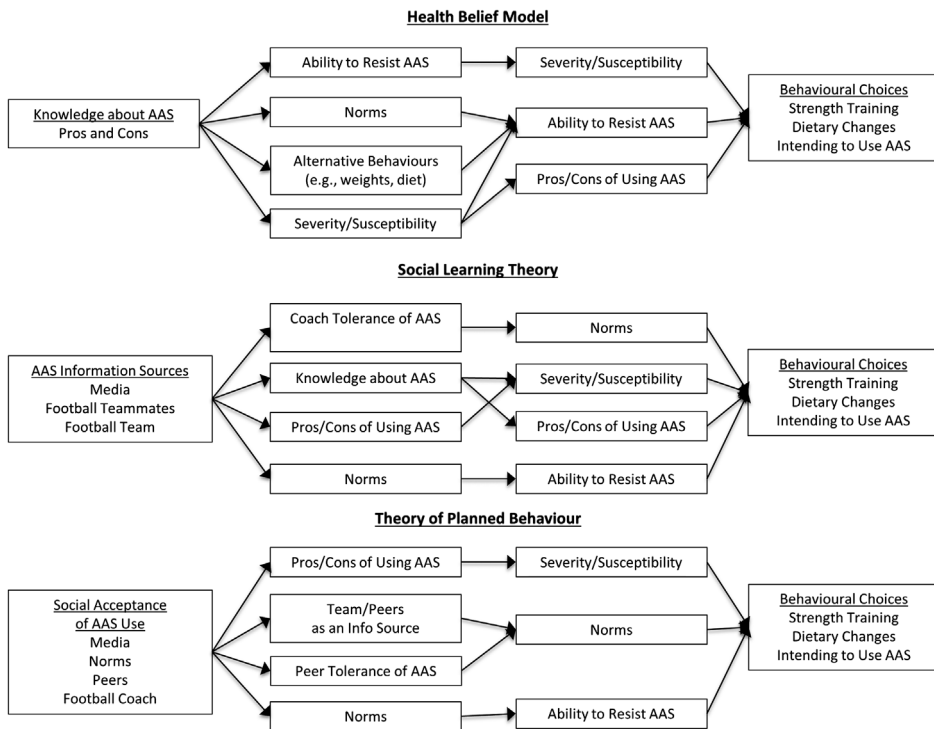 Health Belief Model
Knowledge about AAS
Pros and Cons
Ability to Resist AAS
Norms
Alternative Behaviours
(e.g., weights, diet)
Severity/Susceptibility
Severity/Susceptibility
Ability to Resist AAS
Pros/Cons of Using AAS
Behavioural Choices
Strength Training
Dietary Changes
Intending to Use AAS
Social Learning Theory
AAS Information Sources
Media
Football Teammates
Football Team
Coach Tolerance of AAS
Knowledge about AAS
Pros/Cons of Using AAS
Norms
Norms
Severity/Susceptibility
Pros/Cons of Using AAS
Ability to Resist AAS
Behavioural Choices
Strength Training
Dietary Changes
Intending to Use AAS
Theory of Planned Behaviour
Social Acceptance
of AAS Use
Media
Norms
Peers
Football Coach
Pros/Cons of Using AAS
Team/Peers
as an Info Source
Peer Tolerance of AAS
Norms
Severity/Susceptibility
Norms
Ability to Resist AAS
Behavioural Choices
Strength Training
Dietary Changes
Intending to Use AAS